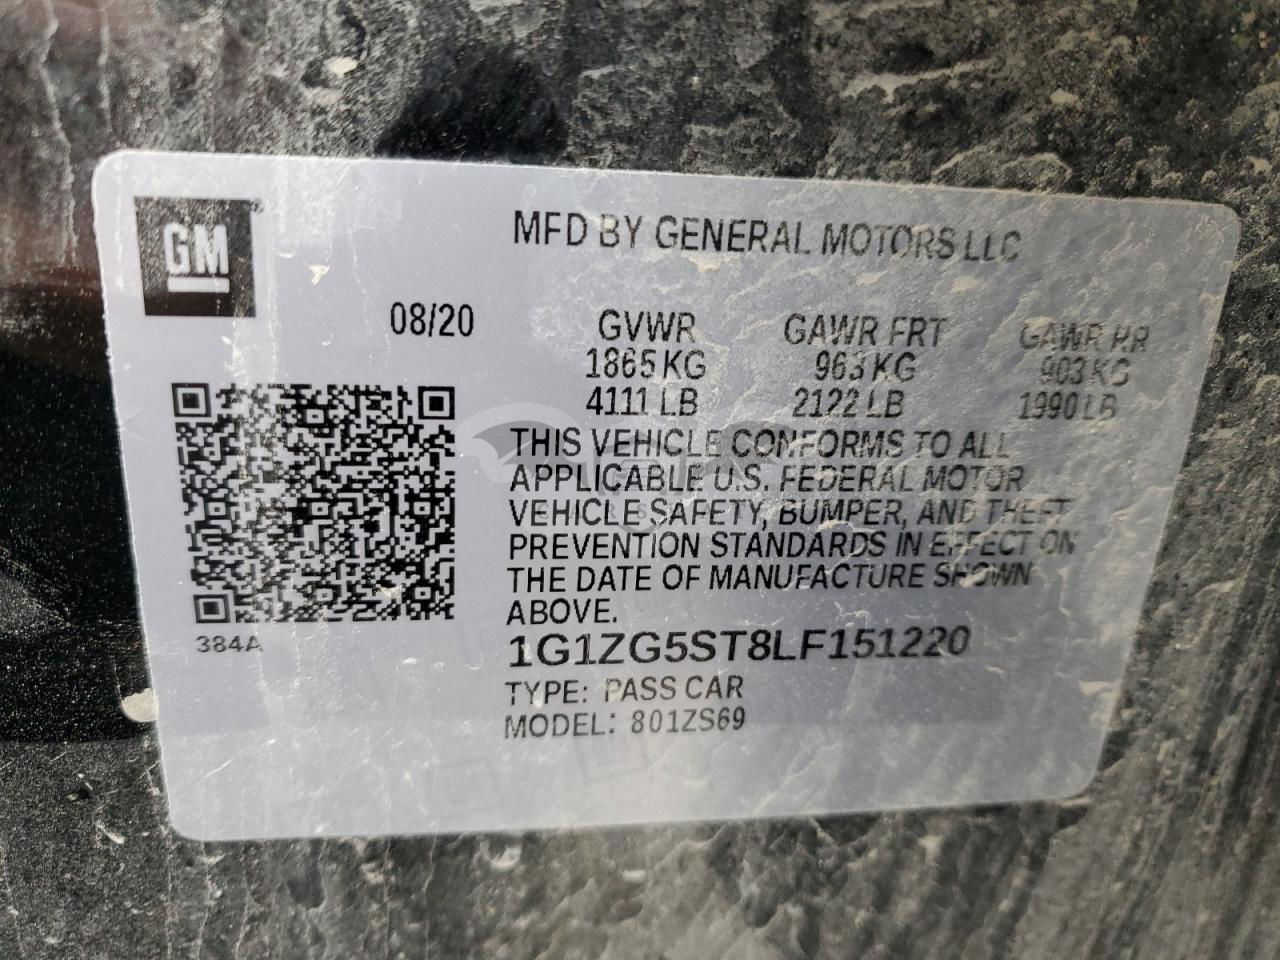 GM
MFD BY GENERAL MOTORS LLC
08/20
GVWR GAWR FRT GAWR RR
1865 KG 963 KG 903 KG
4111 LB 2122 LB 1990 LB
THIS VEHICLE CONFORMS TO ALL
APPLICABLE U.S. FEDERAL MOTOR
VEHICLE SAFETY, BUMPER, AND THEFT
PREVENTION STANDARDS IN EFFECT ON
THE DATE OF MANUFACTURE SHOWN
ABOVE.
384A
1G1ZG5ST8LF151220
TYPE: PASS CAR
MODEL: 801ZS69